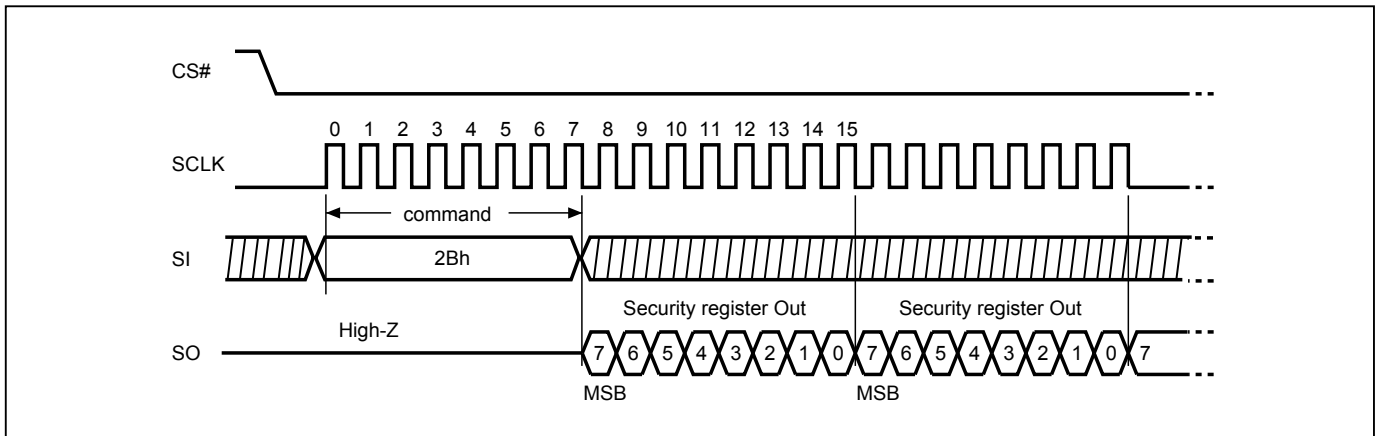 CS#
0 1 2 3 4 5 6 7 8 9 10 11 12 13 14 15
SCLK
command
SI
2Bh
Security register Out Security register Out
High-Z
SO
7 6 5 4 3 2 1 0 7 6 5 4 3 2 1 0 7
MSB MSB